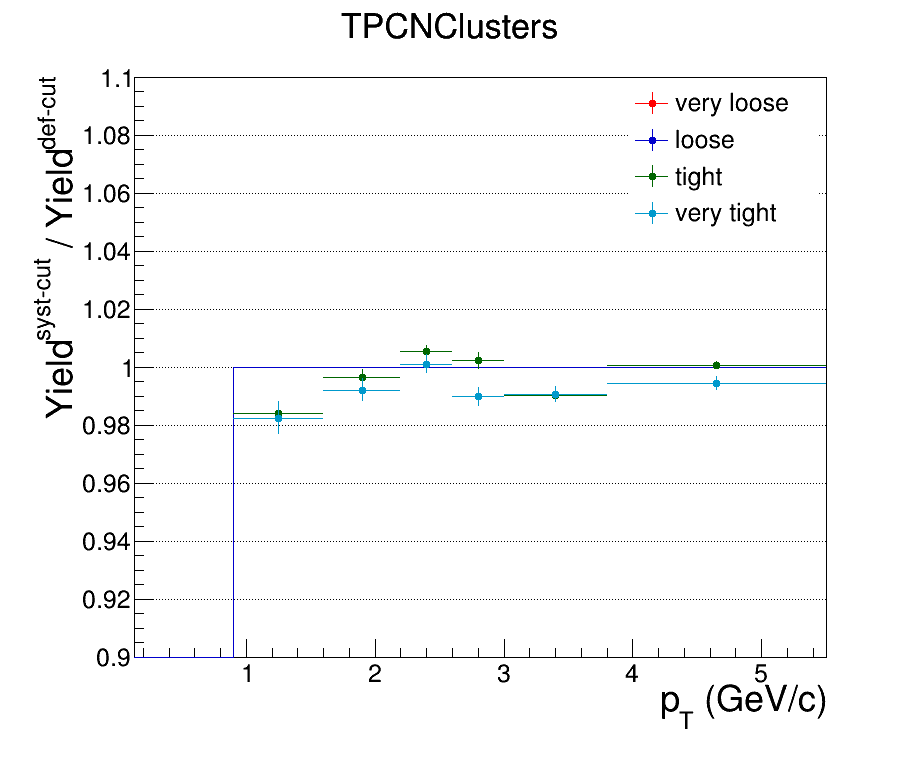 TPCNClusters
Yield^syst-cut / Yield^def-cut
1.1
1.08
1.06
1.04
1.02
1
0.98
0.96
0.94
0.92
0.9
very loose
loose
tight
very tight
1 2 3 4 5
p_T (GeV/c)